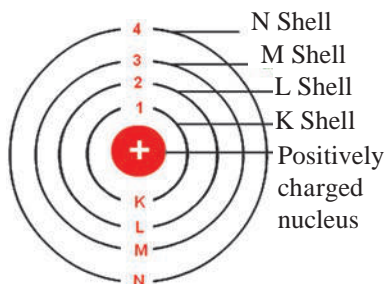 4
N Shell
3
M Shell
2
L Shell
1
K Shell
+
Positively
charged
nucleus
K
L
M
N